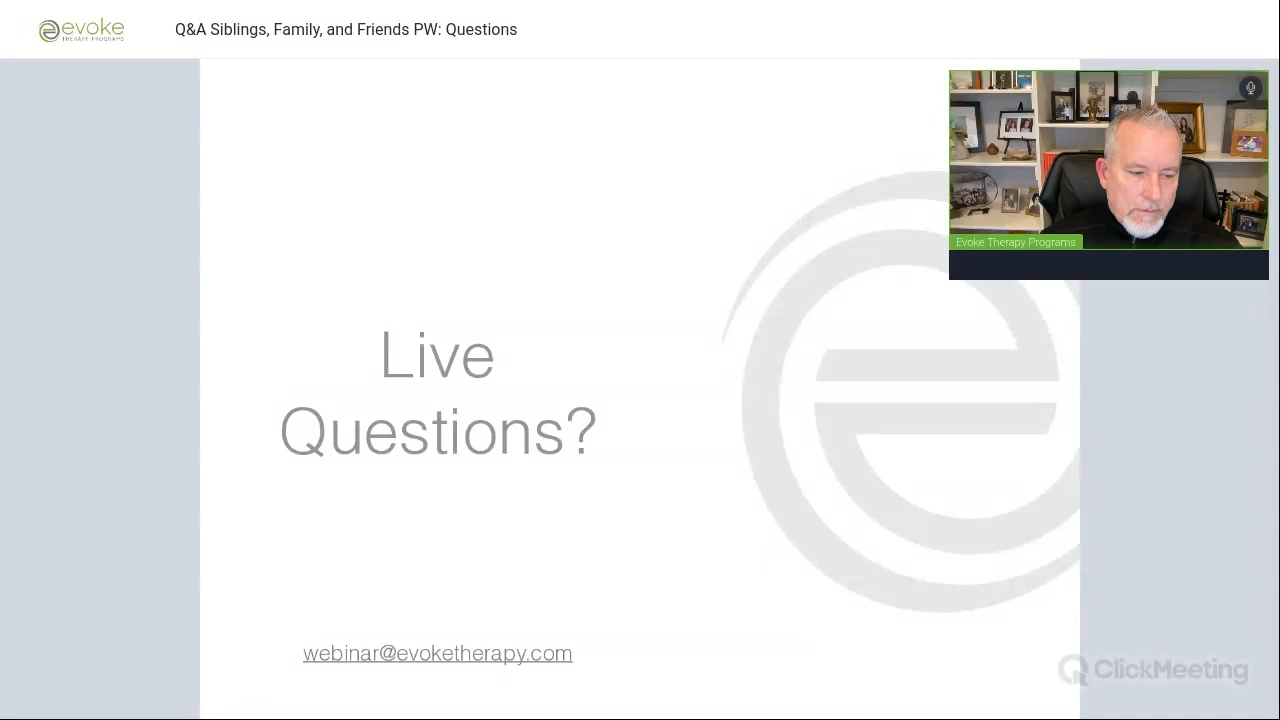 evoke
THERAPY PROGRAMS
Q&A Siblings, Family, and Friends PW: Questions
Evoke Therapy Programs
Live
Questions?
webinar@evoketherapy.com
ClickMeeting